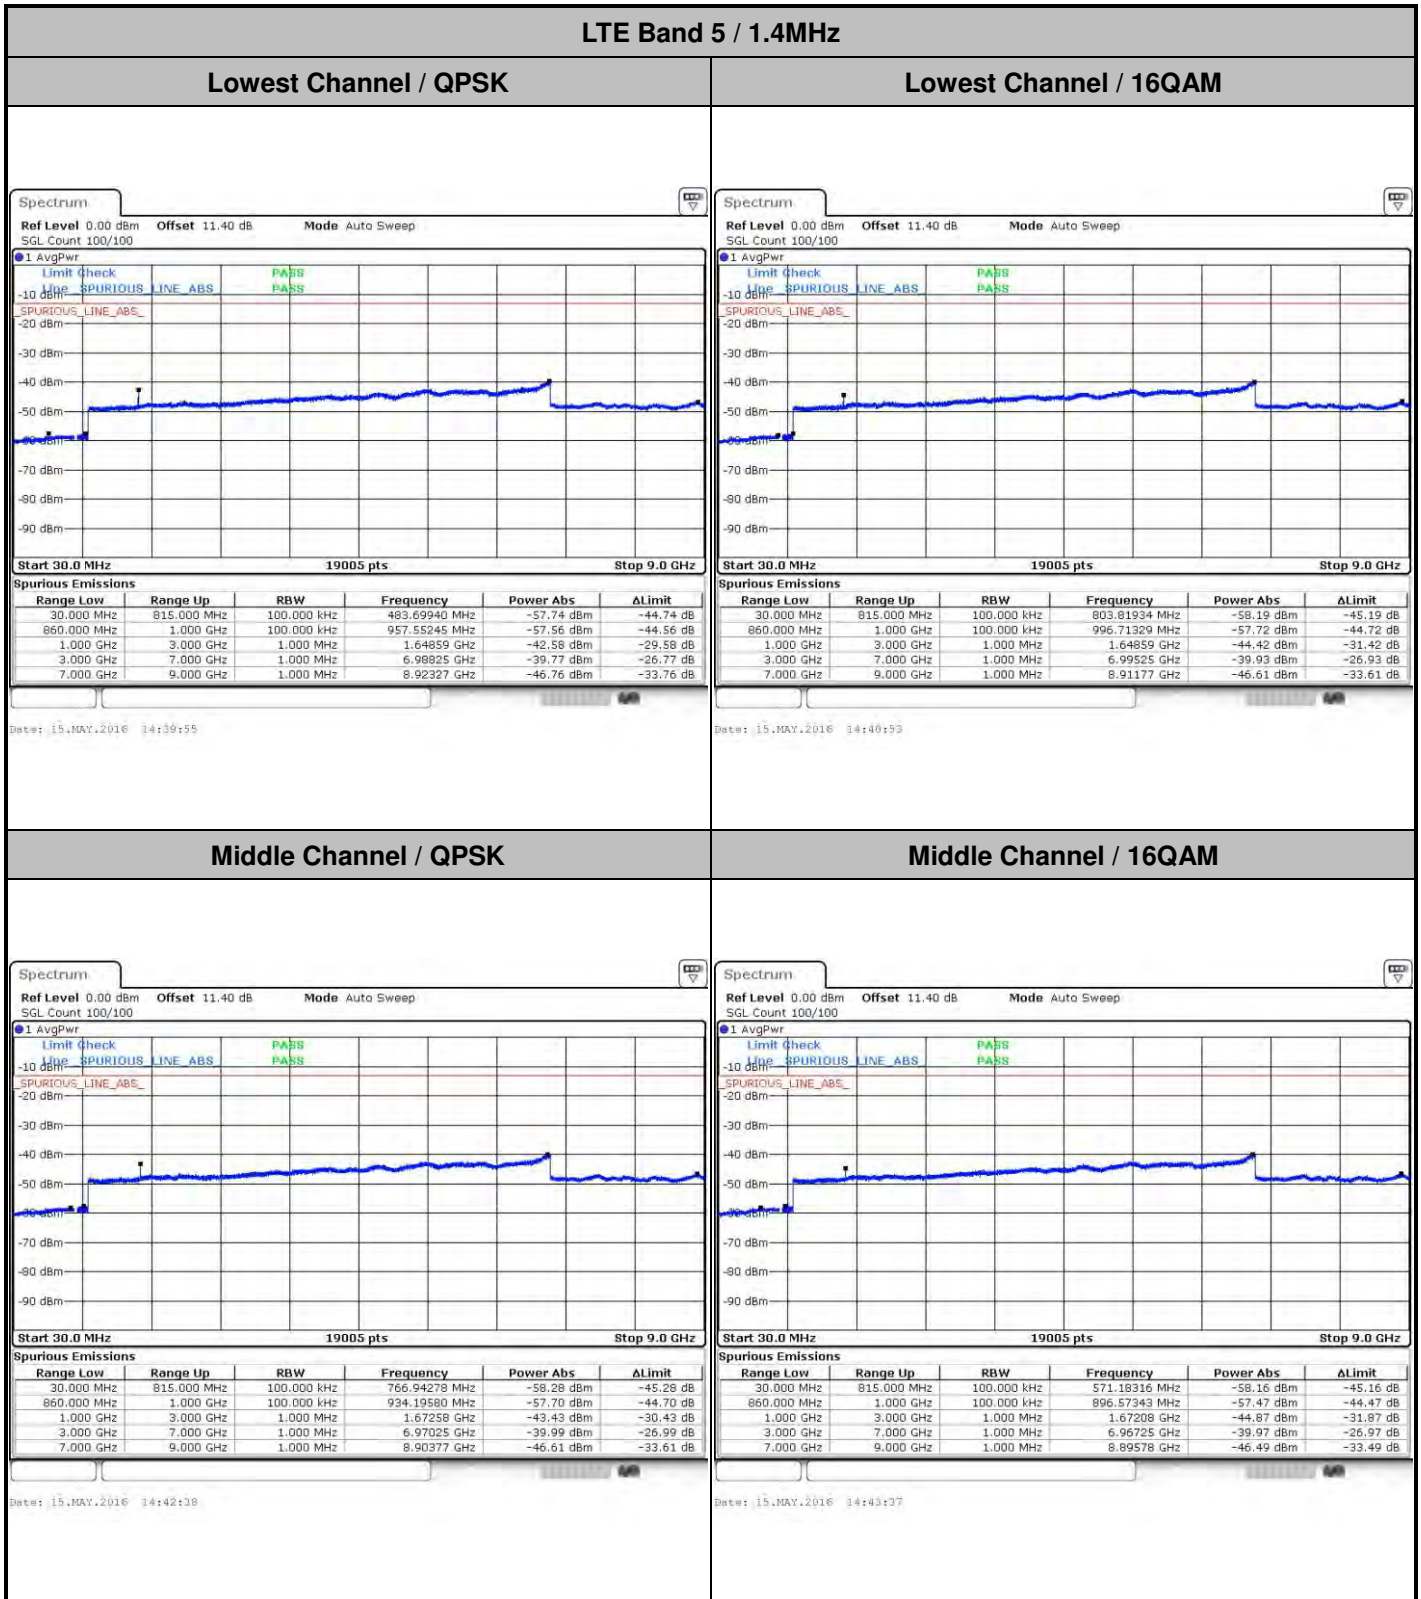 LTE Band 5 / 1.4MHz
Lowest Channel / QPSK
Lowest Channel / 16QAM
Spectrum
Ref Level 0.00 dBm Offset 11.40 dB Mode Auto Sweep
SGL Count 100/100
1 AvgPwr
Limit Check PASS
Line _SPURIOUS_LINE_ABS_ PASS
-10 dBm
_SPURIOUS_LINE_ABS_
-20 dBm
-30 dBm
-40 dBm
-50 dBm
-60 dBm
-70 dBm
-80 dBm
-90 dBm
Start 30.0 MHz 19005 pts Stop 9.0 GHz
Spurious Emissions
Range Low Range Up RBW Frequency Power Abs ΔLimit
30.000 MHz 815.000 MHz 100.000 kHz 483.69940 MHz -57.74 dBm -44.74 dB
860.000 MHz 1.000 GHz 100.000 kHz 957.55245 MHz -57.56 dBm -44.56 dB
1.000 GHz 3.000 GHz 1.000 MHz 1.64859 GHz -42.58 dBm -29.58 dB
3.000 GHz 7.000 GHz 1.000 MHz 6.98825 GHz -39.77 dBm -26.77 dB
7.000 GHz 9.000 GHz 1.000 MHz 8.92327 GHz -46.76 dBm -33.76 dB
Date: 15.MAY.2016 14:39:55
Spectrum
Ref Level 0.00 dBm Offset 11.40 dB Mode Auto Sweep
SGL Count 100/100
1 AvgPwr
Limit Check PASS
Line _SPURIOUS_LINE_ABS_ PASS
-10 dBm
_SPURIOUS_LINE_ABS_
-20 dBm
-30 dBm
-40 dBm
-50 dBm
-60 dBm
-70 dBm
-80 dBm
-90 dBm
Start 30.0 MHz 19005 pts Stop 9.0 GHz
Spurious Emissions
Range Low Range Up RBW Frequency Power Abs ΔLimit
30.000 MHz 815.000 MHz 100.000 kHz 803.81934 MHz -58.19 dBm -45.19 dB
860.000 MHz 1.000 GHz 100.000 kHz 996.71329 MHz -57.72 dBm -44.72 dB
1.000 GHz 3.000 GHz 1.000 MHz 1.64859 GHz -44.42 dBm -31.42 dB
3.000 GHz 7.000 GHz 1.000 MHz 6.99525 GHz -39.93 dBm -26.93 dB
7.000 GHz 9.000 GHz 1.000 MHz 8.91177 GHz -46.61 dBm -33.61 dB
Date: 15.MAY.2016 14:40:53
Middle Channel / QPSK
Middle Channel / 16QAM
Spectrum
Ref Level 0.00 dBm Offset 11.40 dB Mode Auto Sweep
SGL Count 100/100
1 AvgPwr
Limit Check PASS
Line _SPURIOUS_LINE_ABS_ PASS
-10 dBm
_SPURIOUS_LINE_ABS_
-20 dBm
-30 dBm
-40 dBm
-50 dBm
-60 dBm
-70 dBm
-80 dBm
-90 dBm
Start 30.0 MHz 19005 pts Stop 9.0 GHz
Spurious Emissions
Range Low Range Up RBW Frequency Power Abs ΔLimit
30.000 MHz 815.000 MHz 100.000 kHz 766.94278 MHz -58.28 dBm -45.28 dB
860.000 MHz 1.000 GHz 100.000 kHz 934.19580 MHz -57.70 dBm -44.70 dB
1.000 GHz 3.000 GHz 1.000 MHz 1.67258 GHz -43.43 dBm -30.43 dB
3.000 GHz 7.000 GHz 1.000 MHz 6.97025 GHz -39.99 dBm -26.99 dB
7.000 GHz 9.000 GHz 1.000 MHz 8.90377 GHz -46.61 dBm -33.61 dB
Date: 15.MAY.2016 14:42:38
Spectrum
Ref Level 0.00 dBm Offset 11.40 dB Mode Auto Sweep
SGL Count 100/100
1 AvgPwr
Limit Check PASS
Line _SPURIOUS_LINE_ABS_ PASS
-10 dBm
_SPURIOUS_LINE_ABS_
-20 dBm
-30 dBm
-40 dBm
-50 dBm
-60 dBm
-70 dBm
-80 dBm
-90 dBm
Start 30.0 MHz 19005 pts Stop 9.0 GHz
Spurious Emissions
Range Low Range Up RBW Frequency Power Abs ΔLimit
30.000 MHz 815.000 MHz 100.000 kHz 571.18316 MHz -58.16 dBm -45.16 dB
860.000 MHz 1.000 GHz 100.000 kHz 896.57343 MHz -57.47 dBm -44.47 dB
1.000 GHz 3.000 GHz 1.000 MHz 1.67208 GHz -44.87 dBm -31.87 dB
3.000 GHz 7.000 GHz 1.000 MHz 6.96725 GHz -39.97 dBm -26.97 dB
7.000 GHz 9.000 GHz 1.000 MHz 8.89578 GHz -46.49 dBm -33.49 dB
Date: 15.MAY.2016 14:43:37